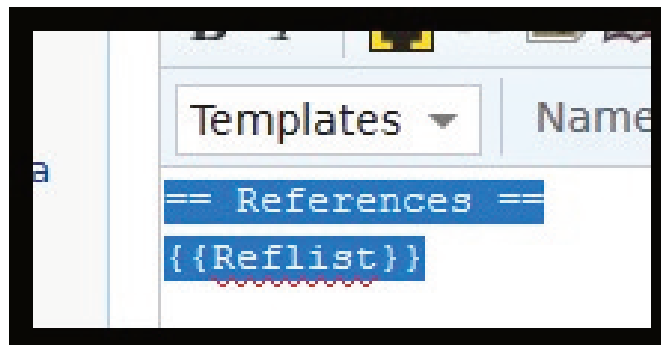 Templates Name
a
== References ==
{{Reflist}}